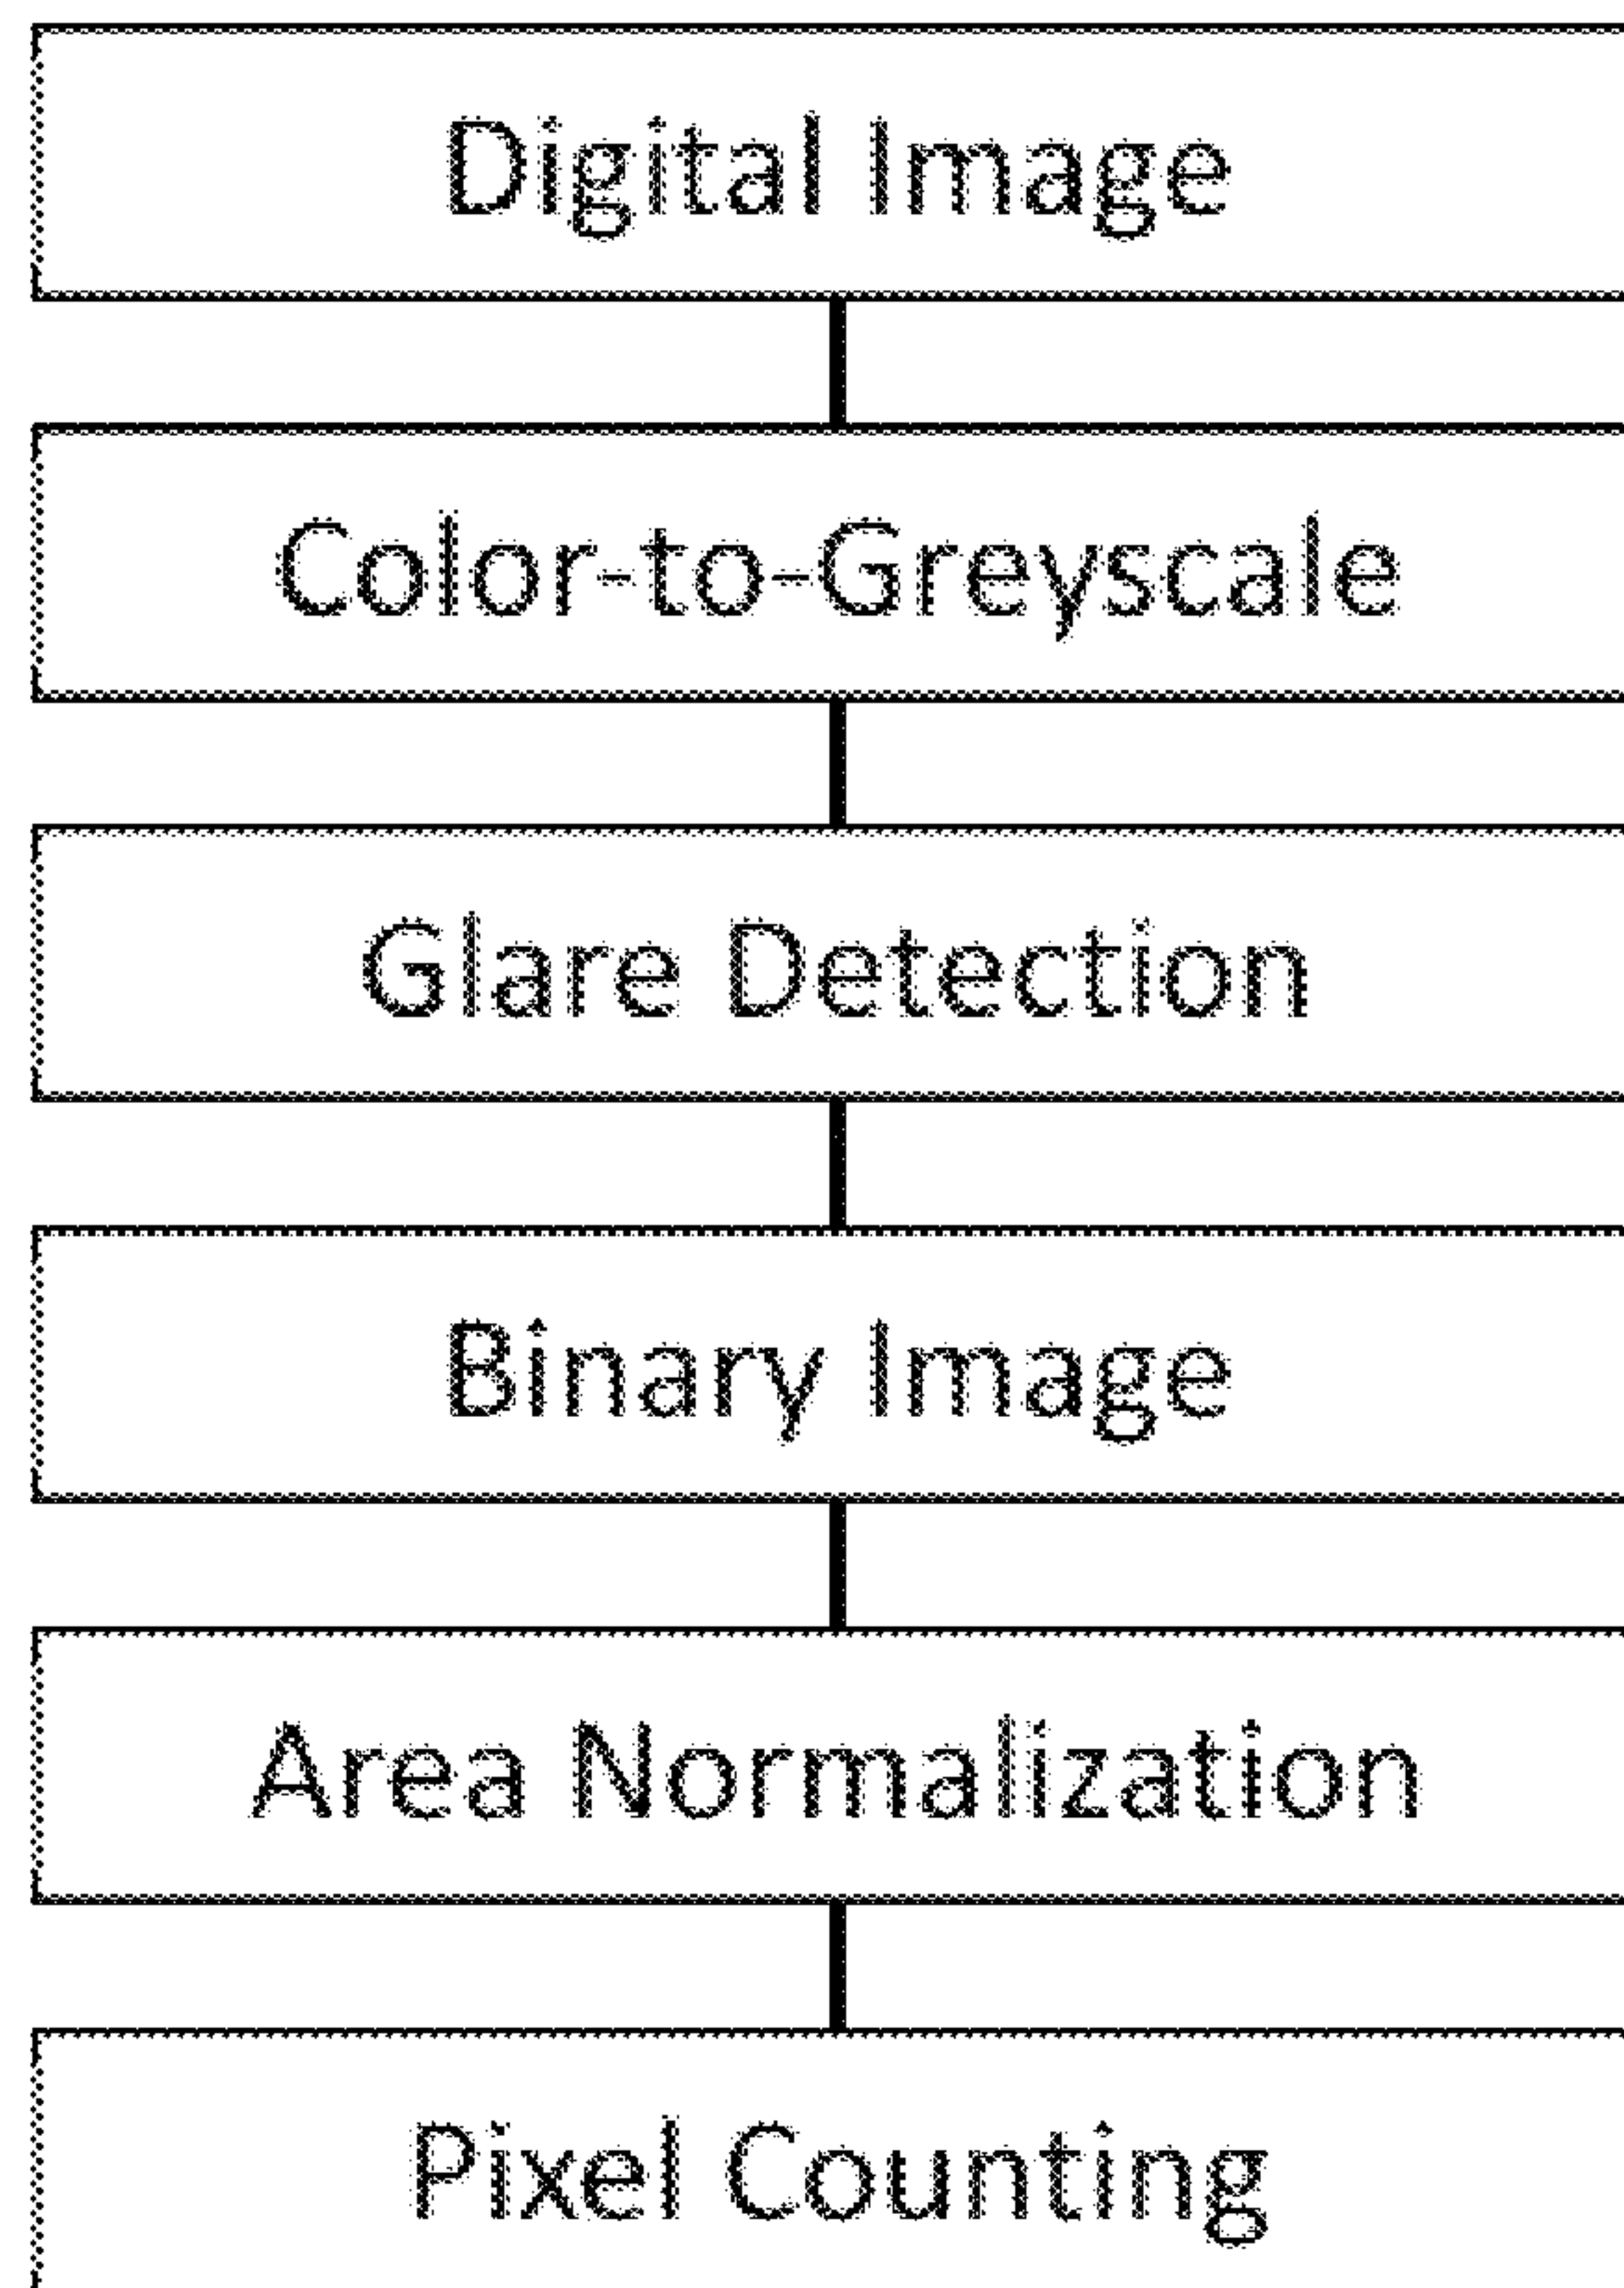 Digital Image
Color-to-Greyscale
Glare Detection
Binary Image
Area Normalization
Pixel Counting